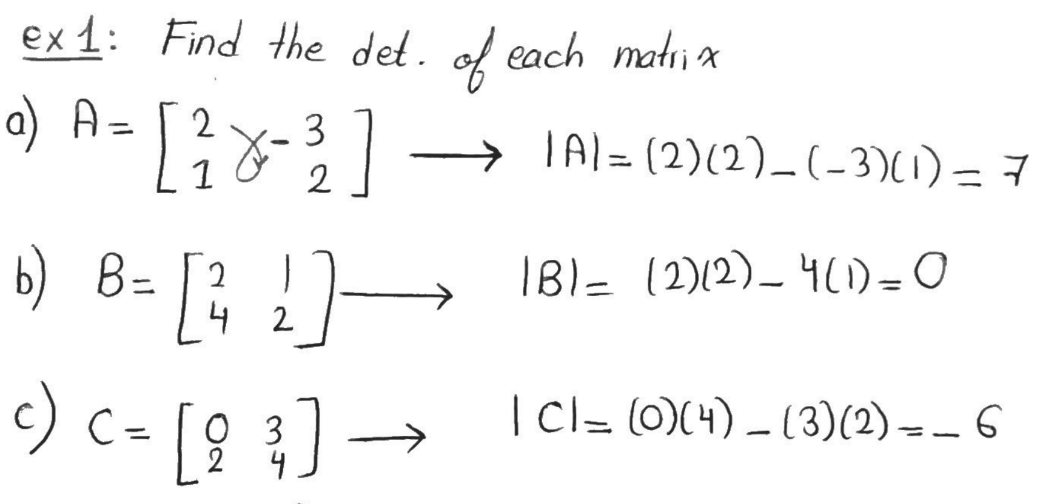 ex 1: Find the det. of each matrix
a) A = [ 2 -3 ⟶ |A| = (2)(2) - (-3)(1) = 7
1 2 ]
b) B = [ 2 1 ⟶ |B| = (2)(2) - 4(1) = 0
4 2 ]
c) C = [ 0 3 ⟶ |C| = (0)(4) - (3)(2) = - 6
2 4 ]